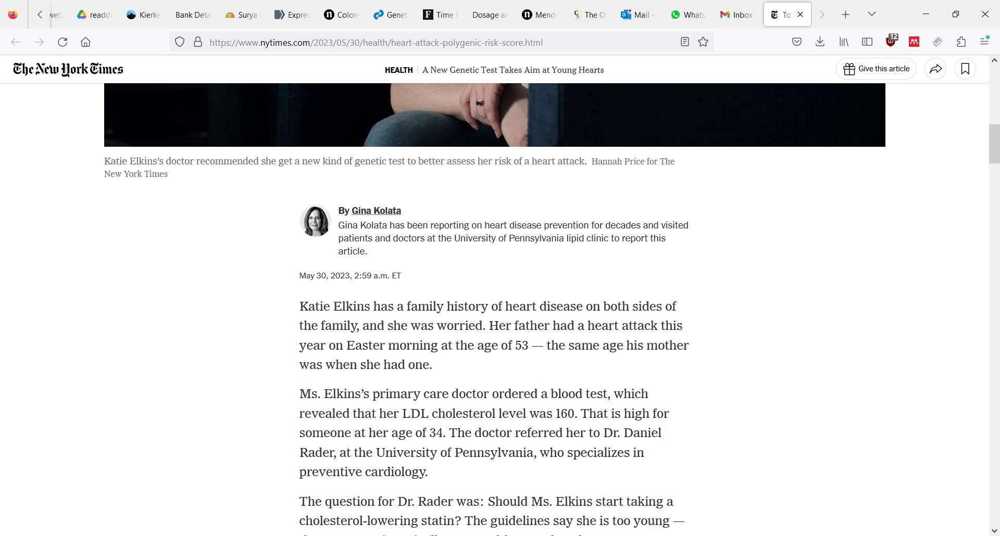 readd
Kierke
Bank Deta
Surya
Expres
Colon
Geneti
Time
Dosage ar
Mende
The O
Mail -
Whats
Inbox
To
https://www.nytimes.com/2023/05/30/health/heart-attack-polygenic-risk-score.html
12
The New York Times
HEALTH | A New Genetic Test Takes Aim at Young Hearts
Give this article
Katie Elkins’s doctor recommended she get a new kind of genetic test to better assess her risk of a heart attack. Hannah Price for The
New York Times
By Gina Kolata
Gina Kolata has been reporting on heart disease prevention for decades and visited
patients and doctors at the University of Pennsylvania lipid clinic to report this
article.
May 30, 2023, 2:59 a.m. ET
Katie Elkins has a family history of heart disease on both sides of
the family, and she was worried. Her father had a heart attack this
year on Easter morning at the age of 53 — the same age his mother
was when she had one.
Ms. Elkins’s primary care doctor ordered a blood test, which
revealed that her LDL cholesterol level was 160. That is high for
someone at her age of 34. The doctor referred her to Dr. Daniel
Rader, at the University of Pennsylvania, who specializes in
preventive cardiology.
The question for Dr. Rader was: Should Ms. Elkins start taking a
cholesterol-lowering statin? The guidelines say she is too young —